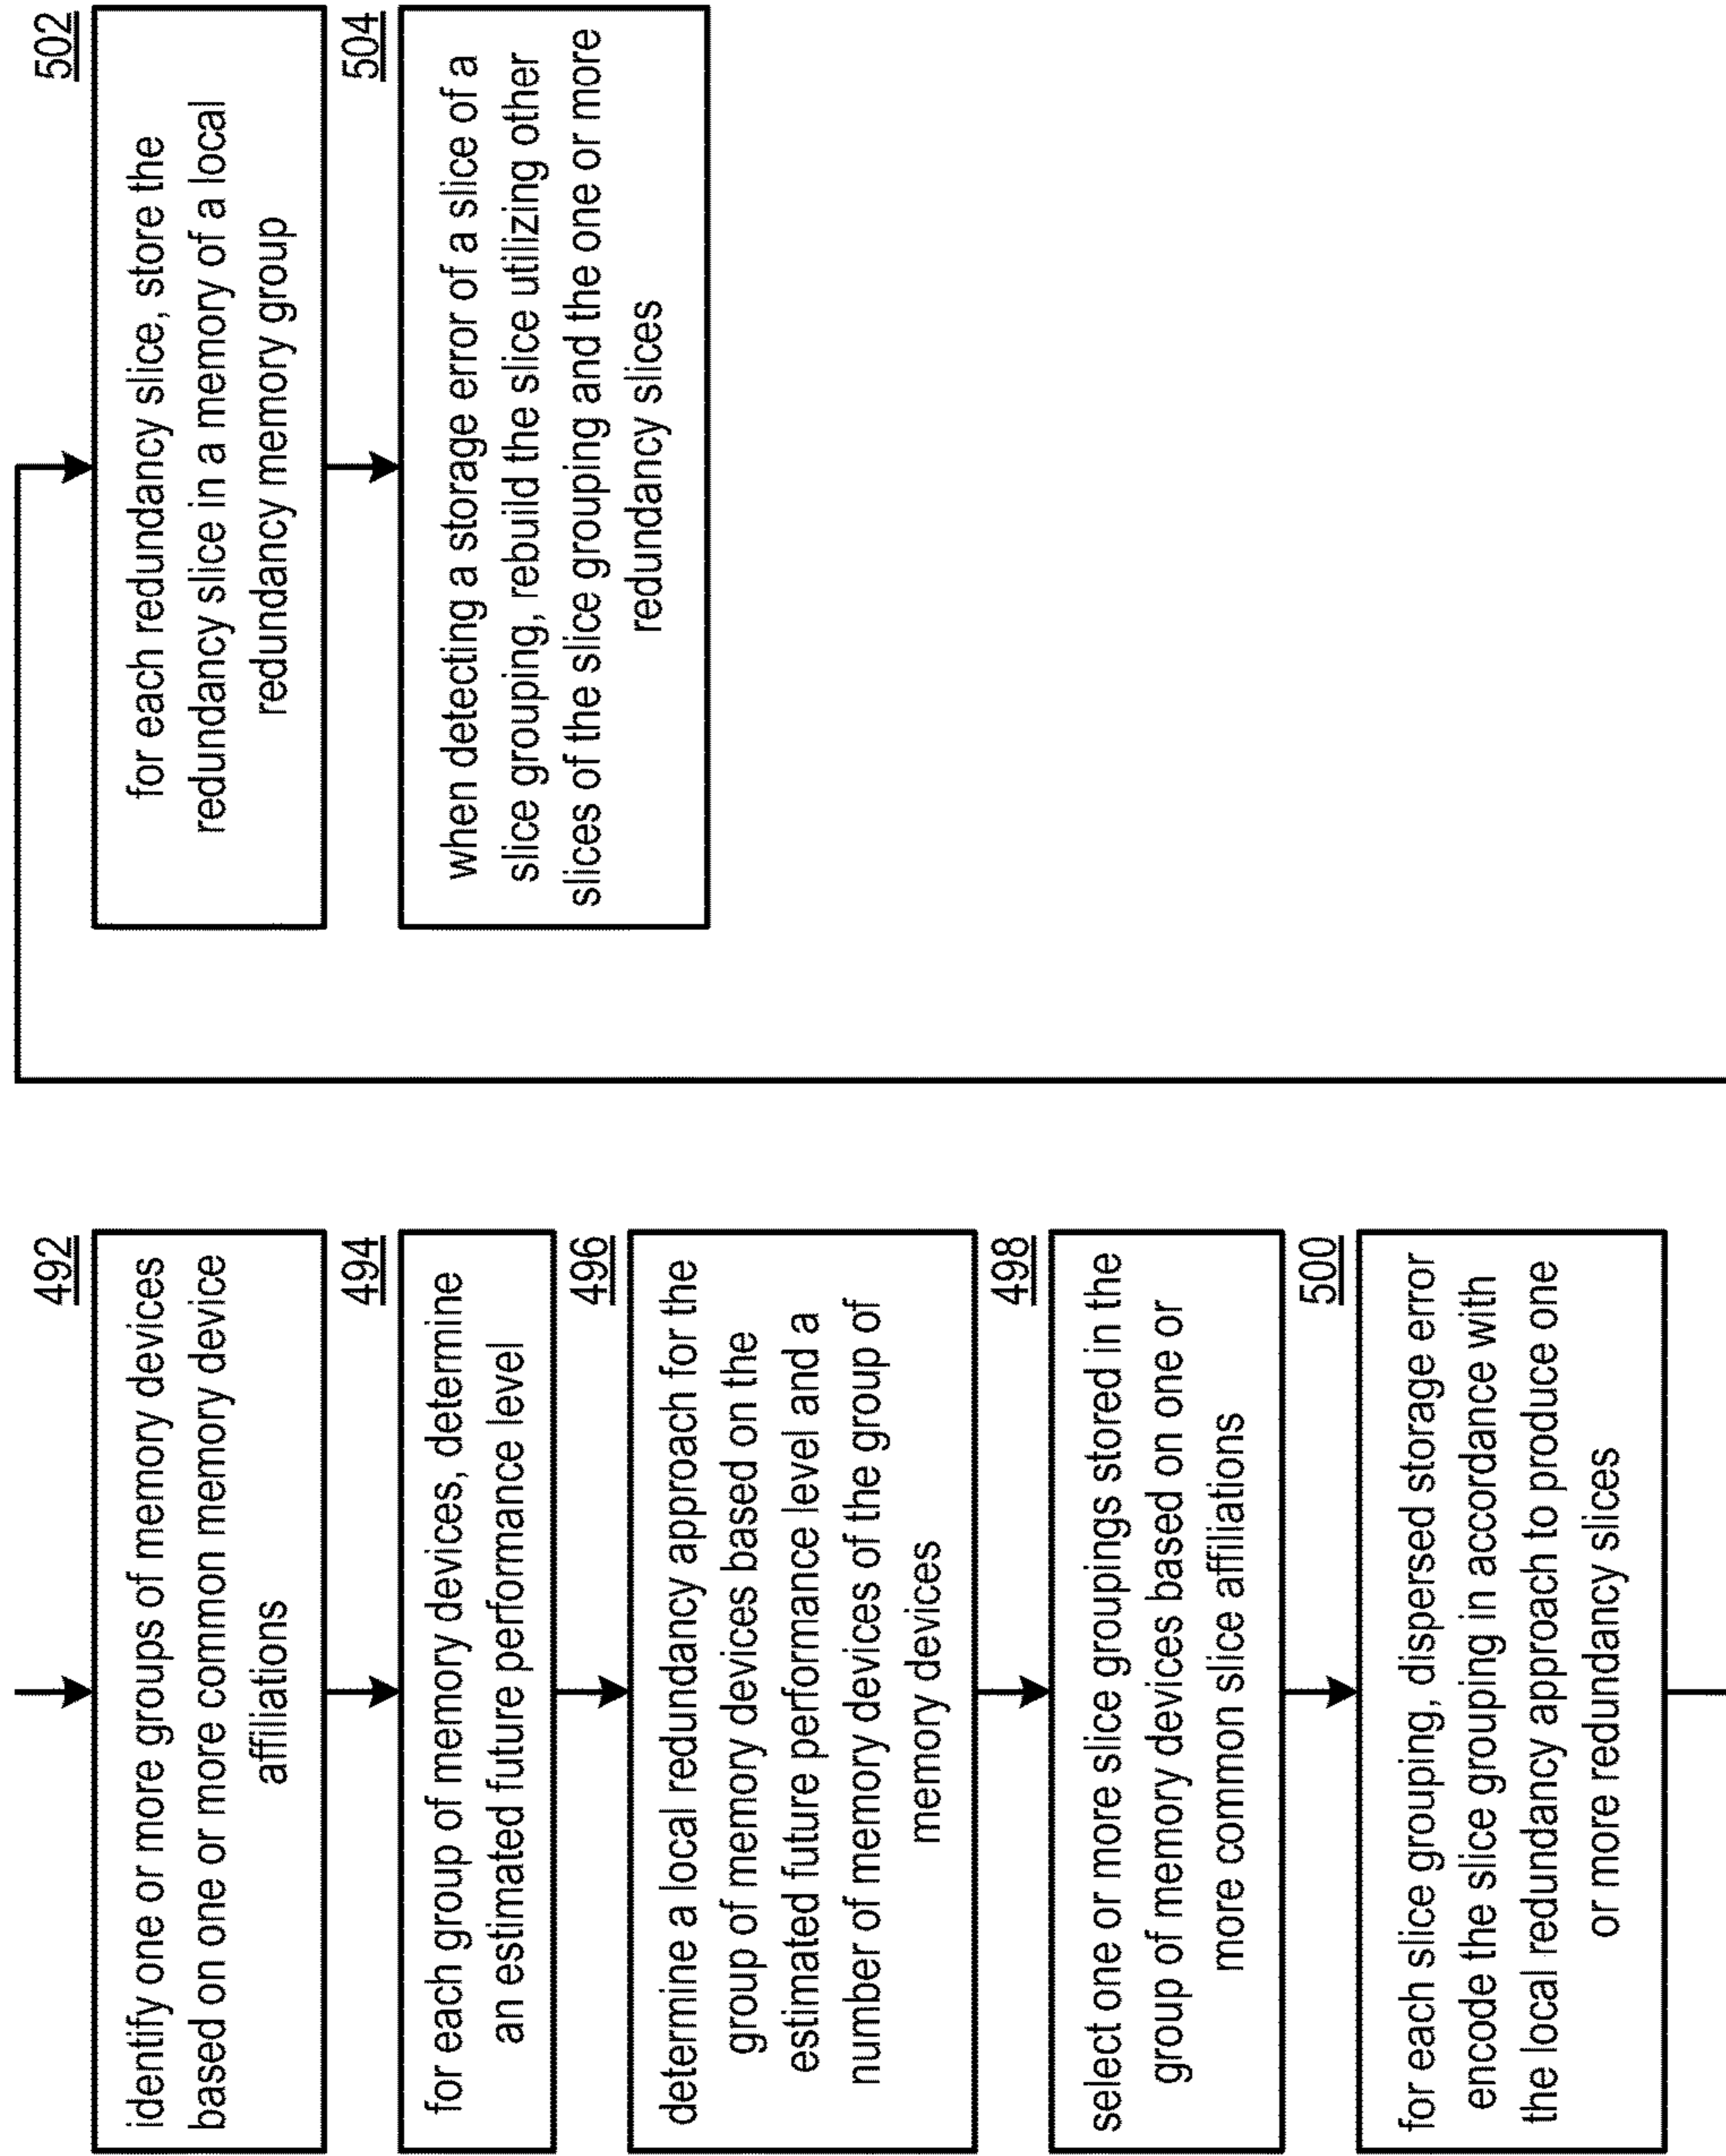 492
identify one or more groups of memory devices
based on one or more common memory device
affiliations
494
for each group of memory devices, determine
an estimated future performance level
496
determine a local redundancy approach for the
group of memory devices based on the
estimated future performance level and a
number of memory devices of the group of
memory devices
498
select one or more slice groupings stored in the
group of memory devices based on one or
more common slice affiliations
500
for each slice grouping, dispersed storage error
encode the slice grouping in accordance with
the local redundancy approach to produce one
or more redundancy slices
502
for each redundancy slice, store the
redundancy slice in a memory of a local
redundancy memory group
504
when detecting a storage error of a slice of a
slice grouping, rebuild the slice utilizing other
slices of the slice grouping and the one or more
redundancy slices